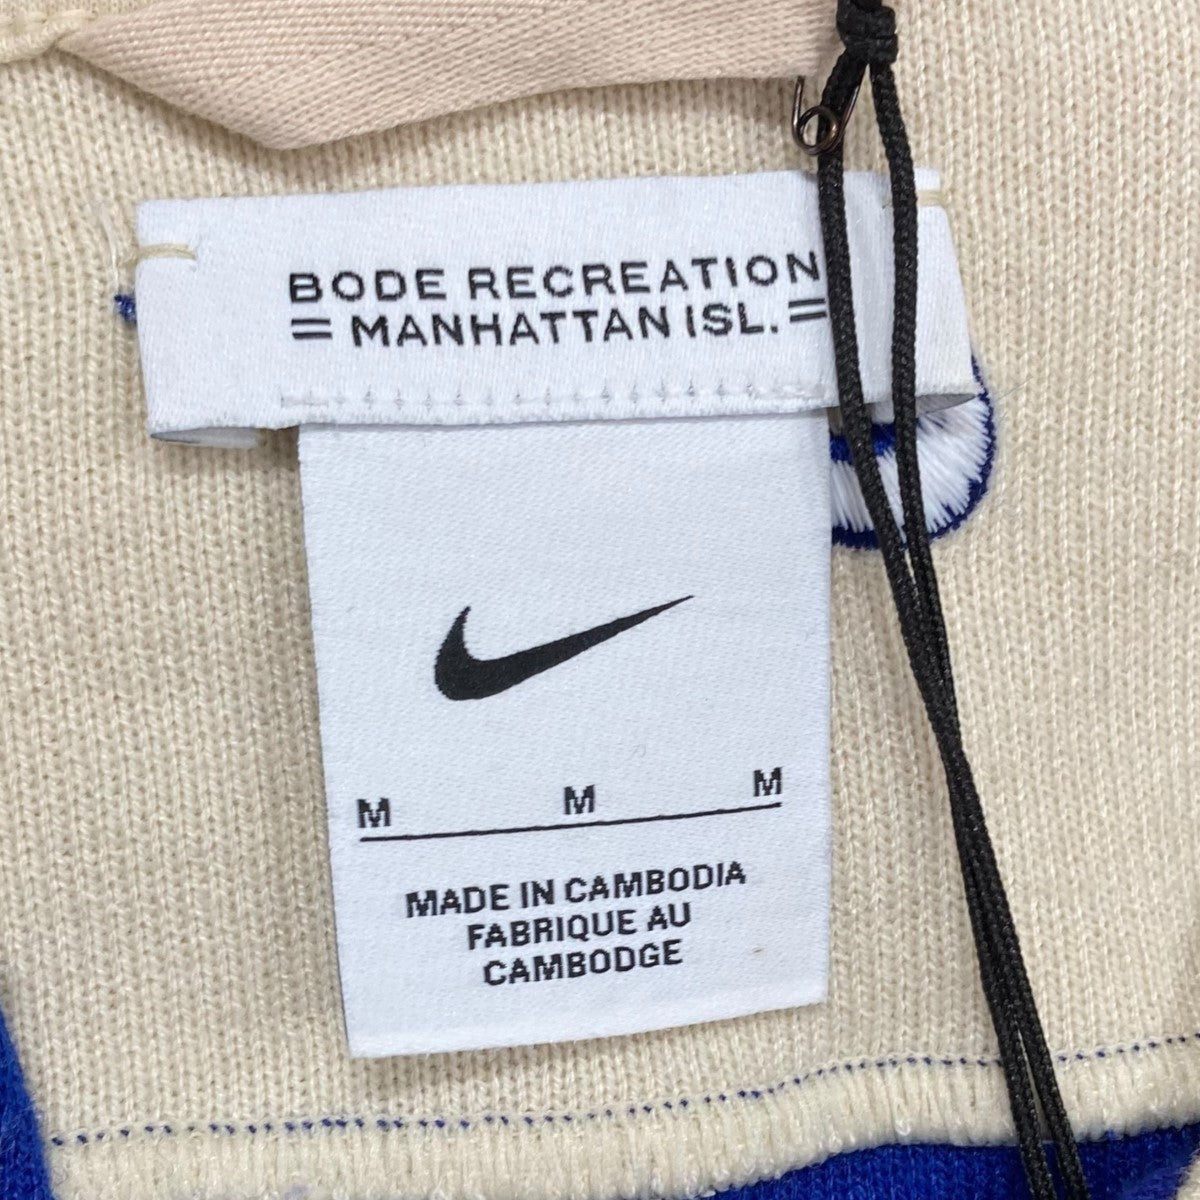 BODE RECREATION
= MANHATTAN ISL. =
M M M
MADE IN CAMBODIA
FABRIQUE AU
CAMBODGE